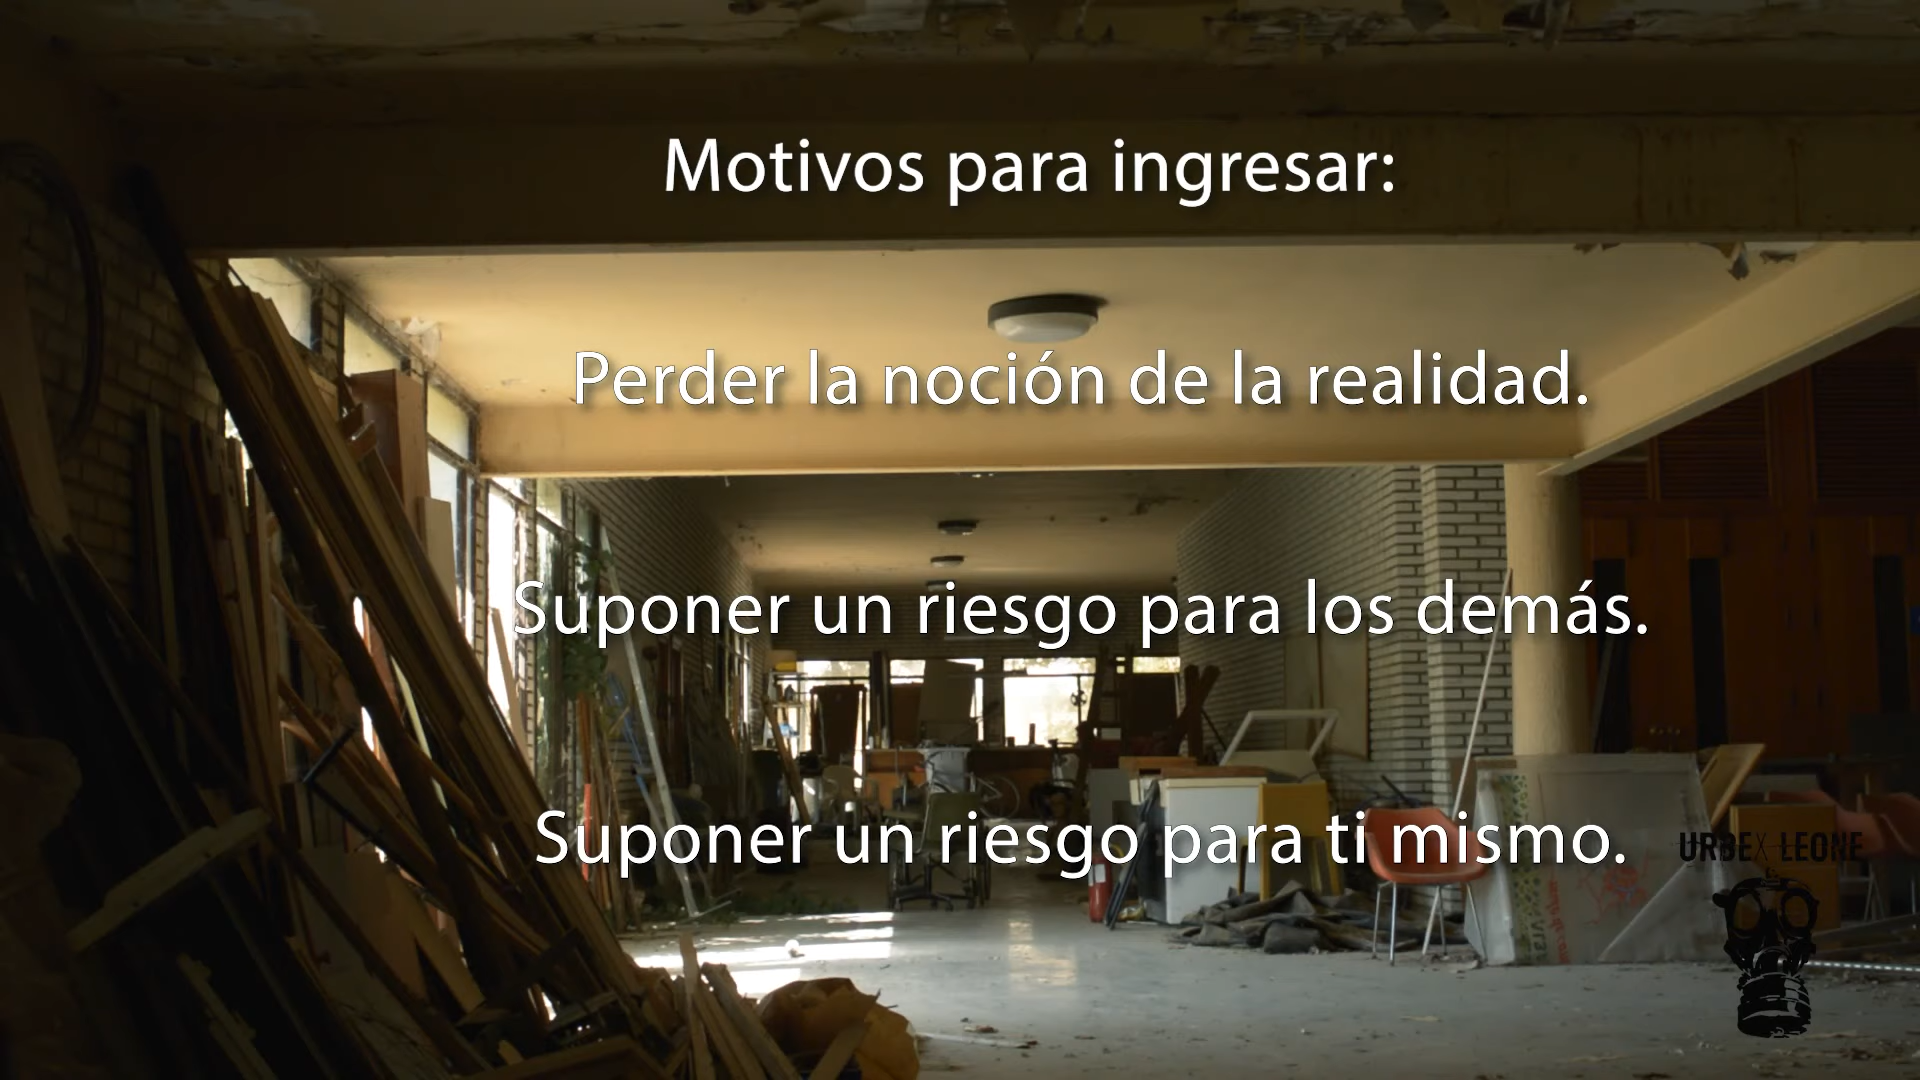 Motivos para ingresar:
Perder la noción de la realidad.
Suponer un riesgo para los demás.
Suponer un riesgo para ti mismo.
URBEX LEONE